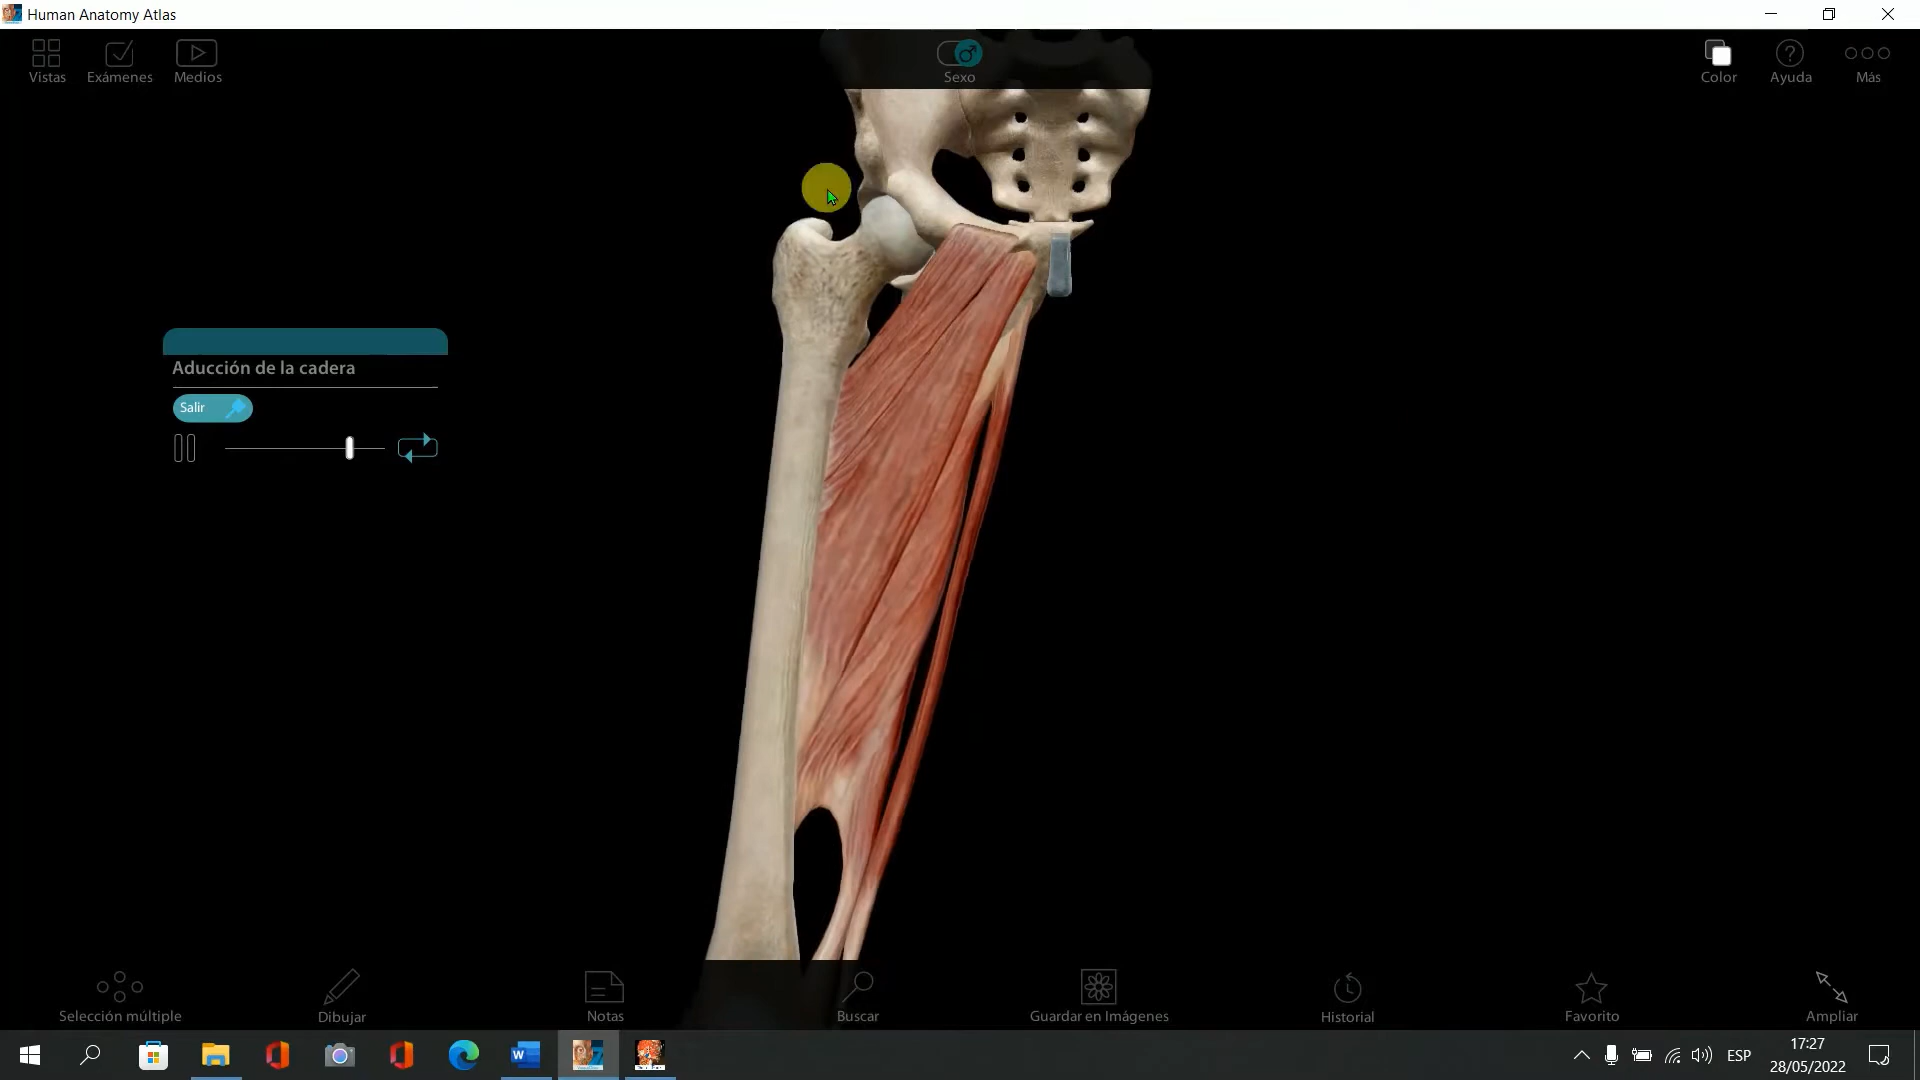 Human Anatomy Atlas
Vistas
Exámenes
Medios
Sexo
Color
Ayuda
Más
Aducción de la cadera
Salir
Selección múltiple
Dibujar
Notas
Buscar
Guardar en Imágenes
Historial
Favorito
Ampliar
ESP
17:27
28/05/2022